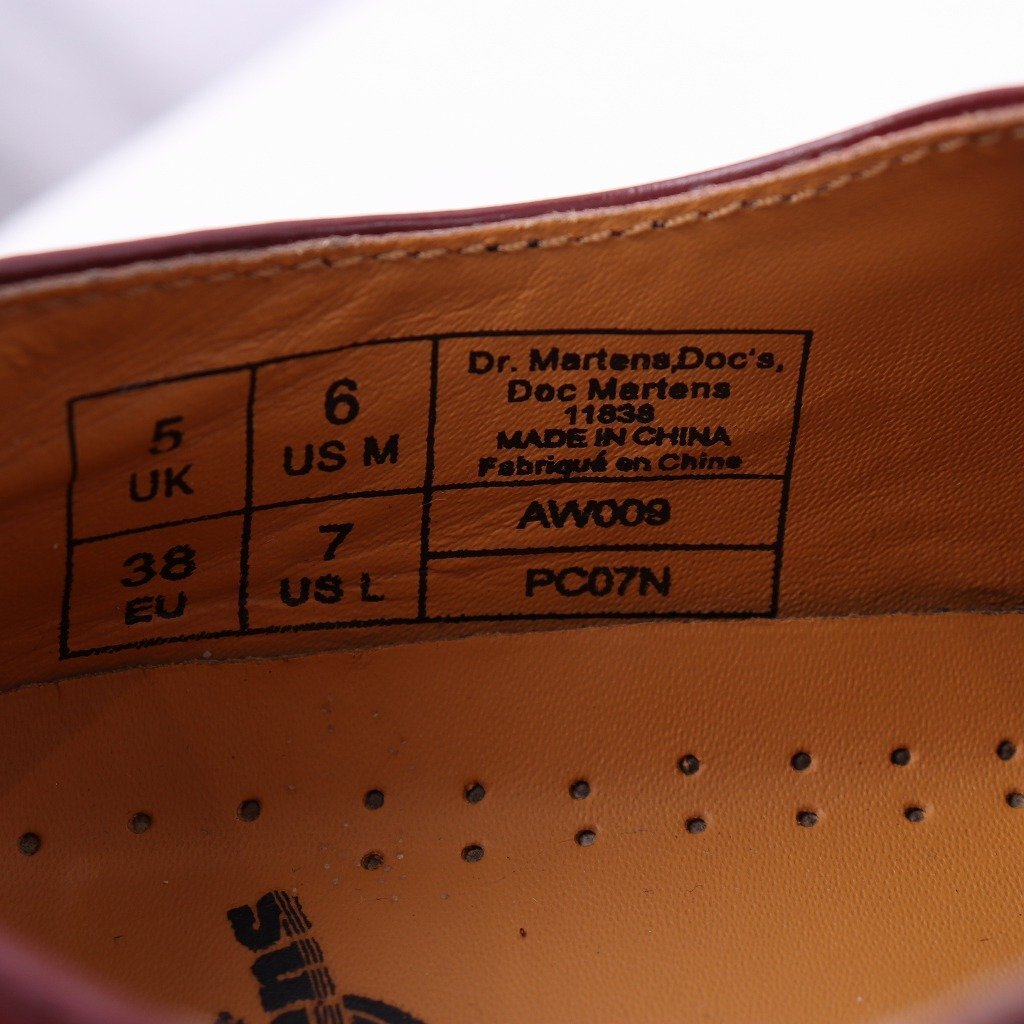 5
UK
6
US M
38
EU
7
US L
Dr. Martens,Doc's,
Doc Martens
11838
MADE IN CHINA
Fabriqué en Chine
AW009
PC07N